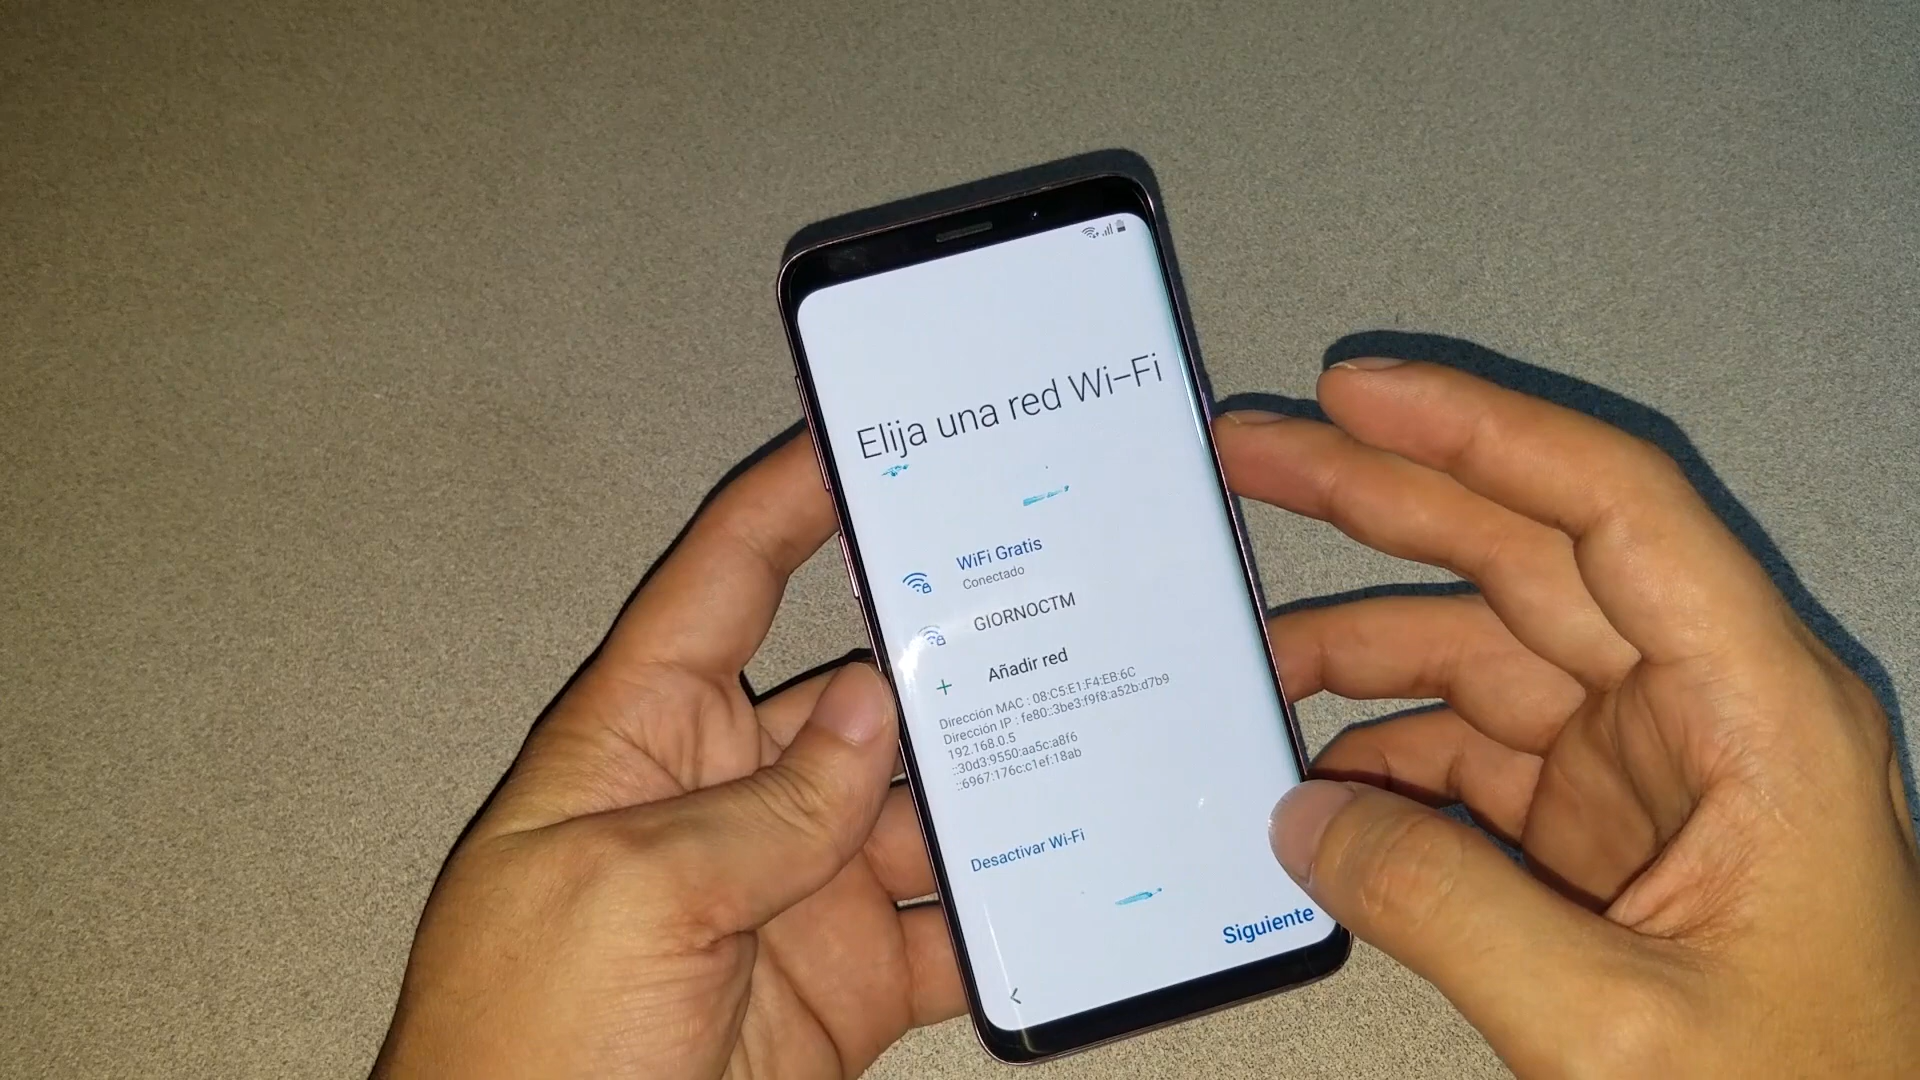 Elija una red Wi-Fi
WiFi Gratis
Conectado
GIORNOCTM
Añadir red
Dirección MAC : 08:C5:E1:F4:EB:6C
Dirección IP : fe80::3be3:f9f8:a52b:d7b9
192.168.0.5
::30d3:9550:aa5c:a8f6
::6967:176c:c1ef:18ab
Desactivar Wi-Fi
Siguiente